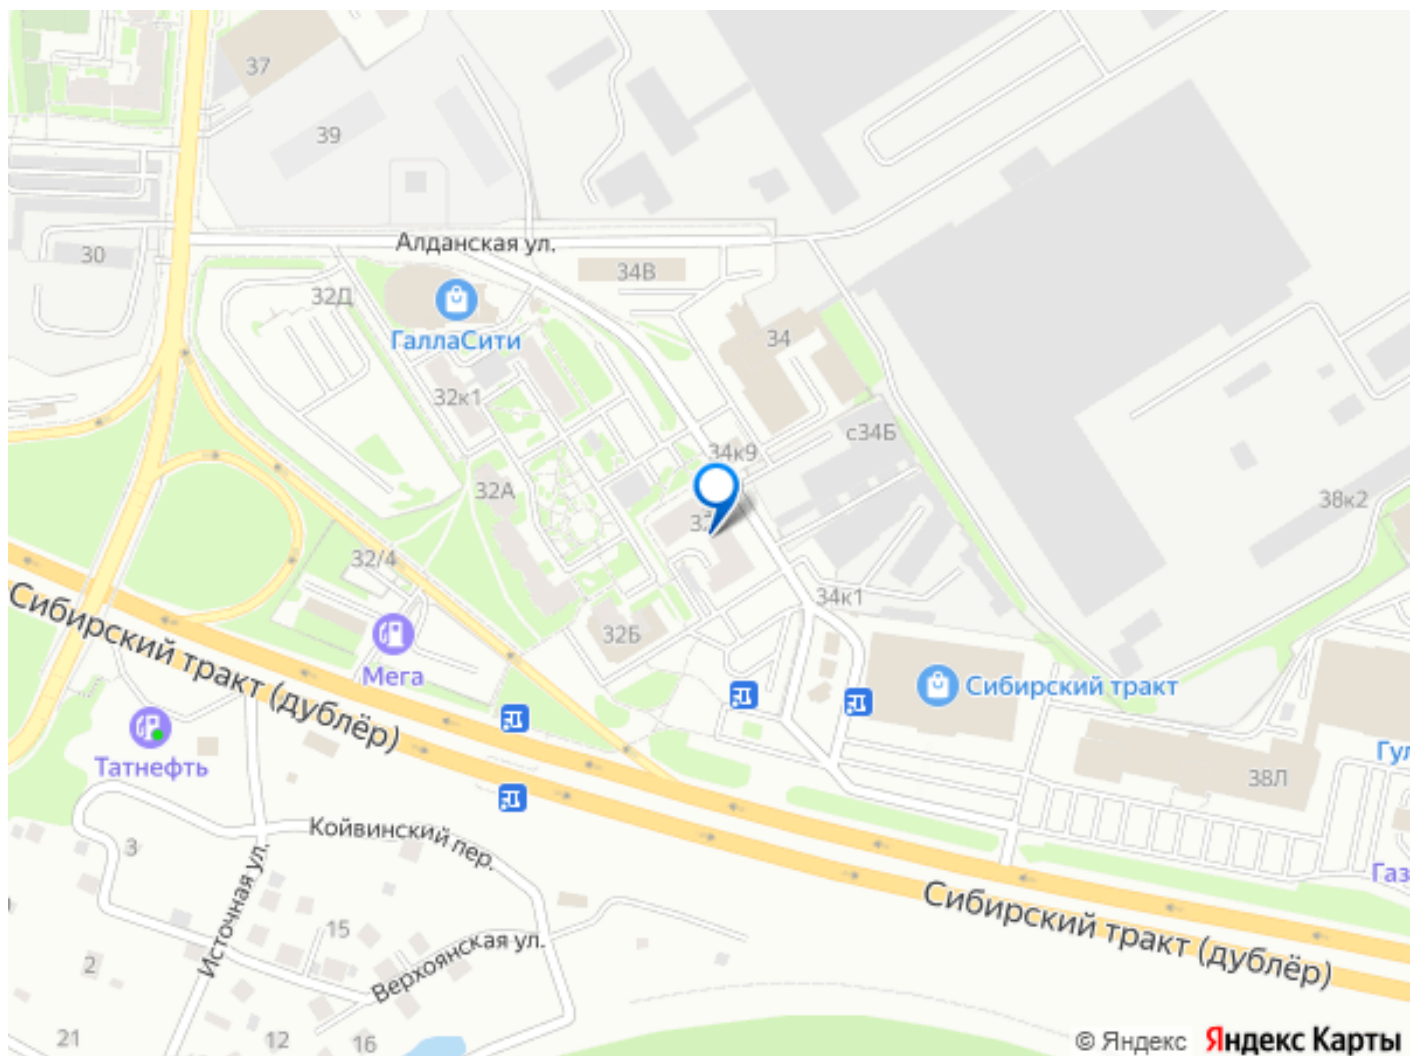 37
39
Алданская ул.
30
34В
32Д
ГаллаСити
34
32к1
с34Б
34к9
32А
38к2
32/4
34к1
Сибирский тракт (дублёр)
32Б
Мега
Сибирский тракт
Татнефть
38Л
Койвинский пер.
3
Источная ул.
15
Верхоянская ул.
Сибирский тракт (дублёр)
2
21
12
16
© Яндекс Яндекс Карты